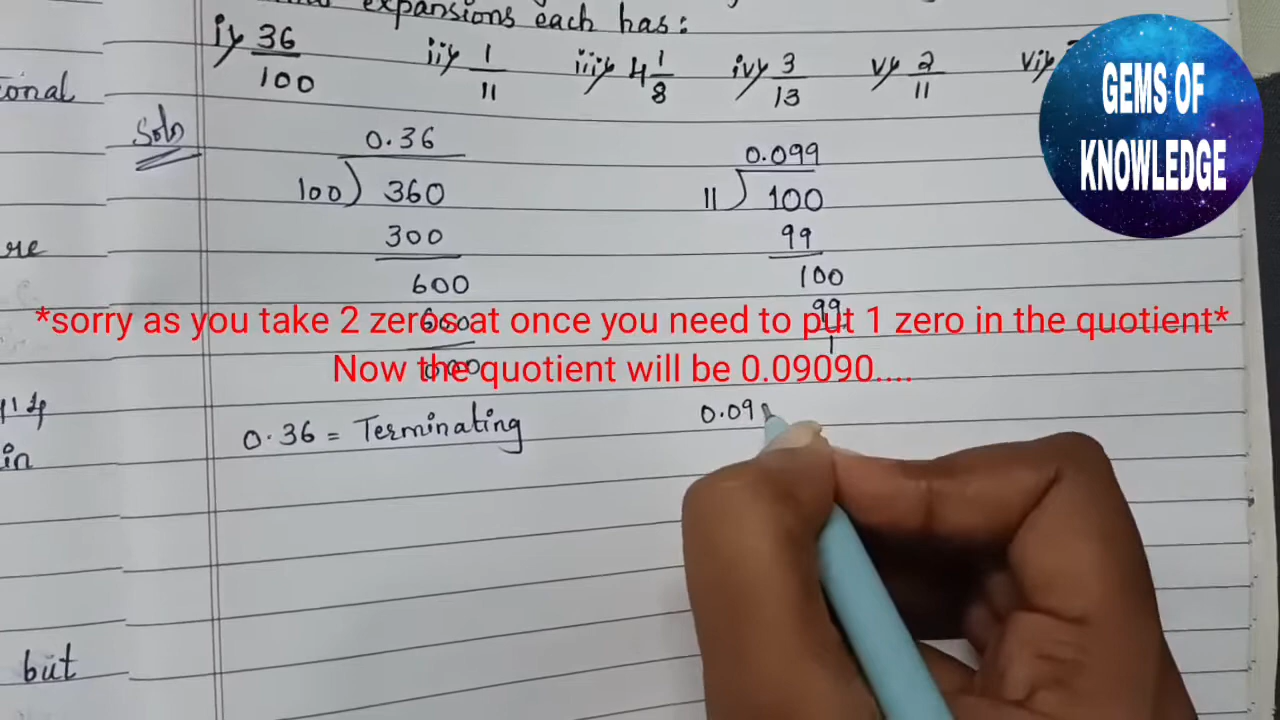 expansions each has:
i) 36/100 ii) 1/11 iii) 4 1/8 iv) 3/13 v) 2/11 vi)
GEMS OF
KNOWLEDGE
ional
Soln
0.36
100) 360
300
600
600
000
0.099
11) 100
99
100
99
1
re
*sorry as you take 2 zeros at once you need to put 1 zero in the quotient*
Now the quotient will be 0.09090....
0.36 = Terminating
0.09
in
but